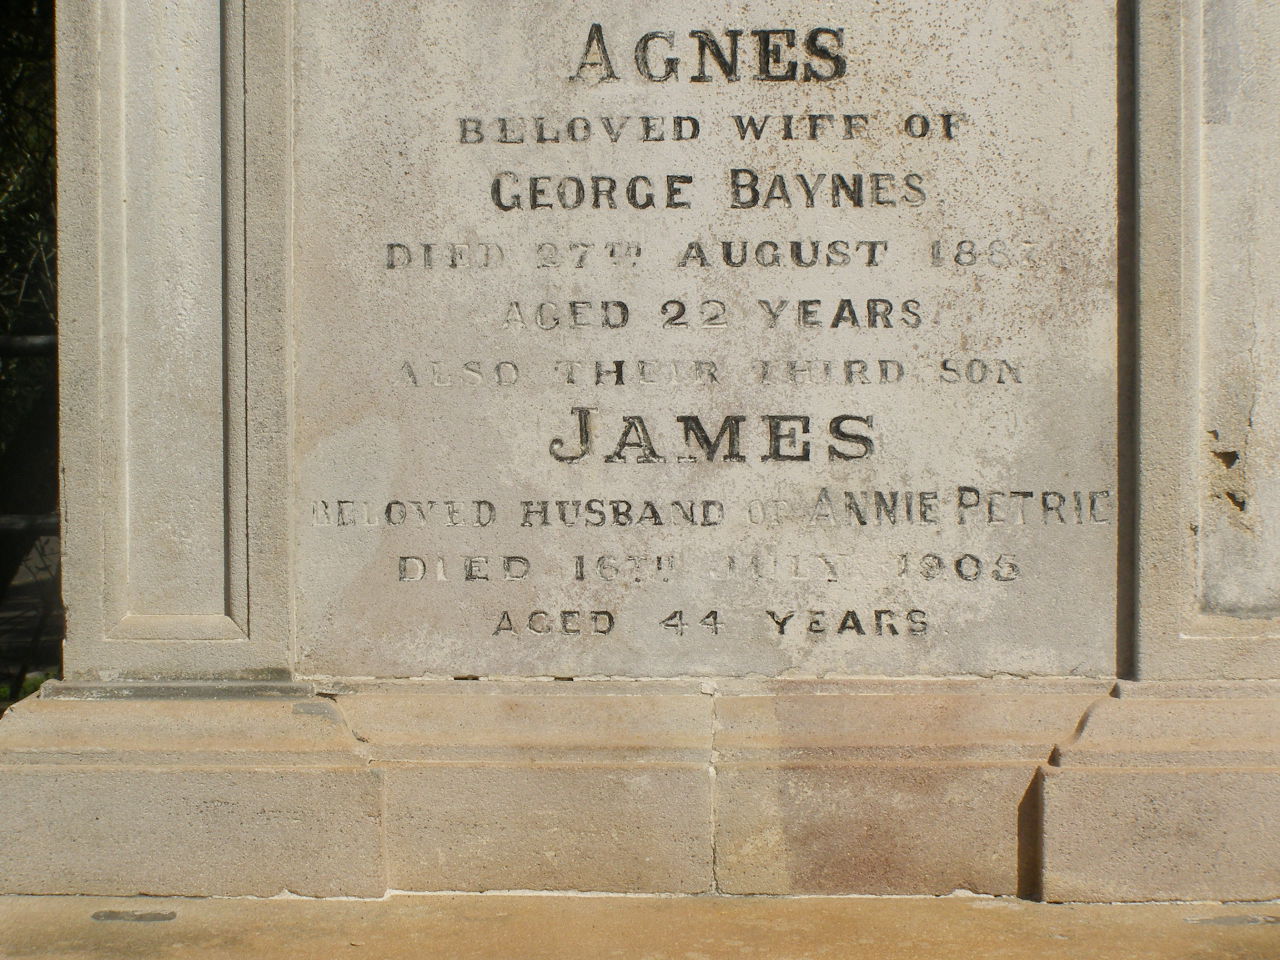 AGNES
BELOVED WIFE OF
GEORGE BAYNES
DIED 27TH AUGUST
AGED 22 YEARS
ALSO THEIR THIRD SON
JAMES
BELOVED HUSBAND OF ANNIE PETRIE
DIED 16TH JULY 1905
AGED 44 YEARS